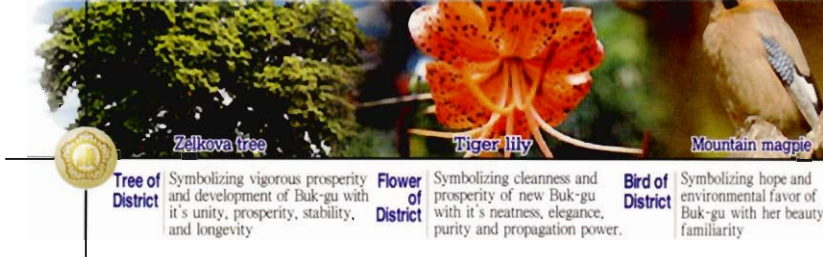 Zelkova tree
Tiger lily
Mountain magpie
Tree of
District
Symbolizing vigorous prosperity
and development of Buk-gu with
it's unity, prosperity, stability,
and longevity
Flower
of
District
Symbolizing cleanness and
prosperity of new Buk-gu
with it's neatness, elegance,
purity and propagation power.
Bird of
District
Symbolizing hope and
environmental favor of
Buk-gu with her beauty
familiarity